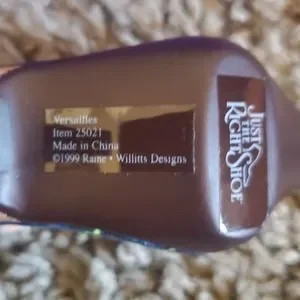 Versailles
Item 25021
Made in China
©1999 Raine • Willitts Designs
JUST
THE
RIGHT SHOE